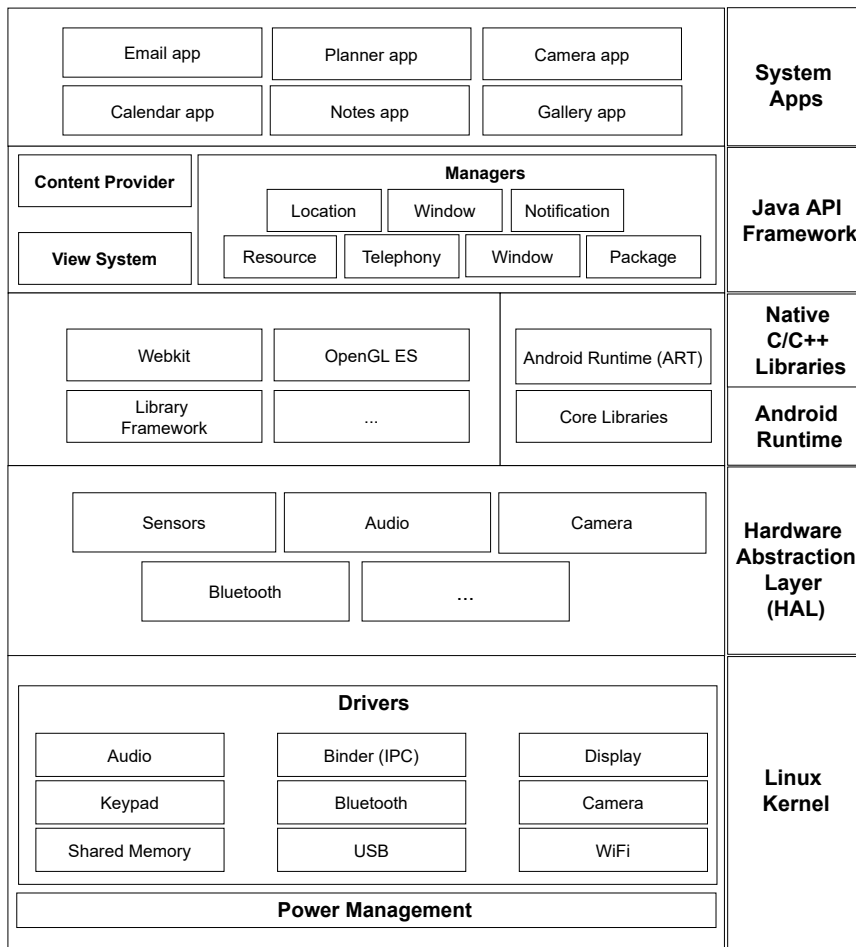 Email app
Planner app
Camera app
Calendar app
Notes app
Gallery app
System
Apps
Content Provider
View System
Managers
Location
Window
Notification
Resource
Telephony
Window
Package
Java API
Framework
Webkit
OpenGL ES
Library
Framework
...
Android Runtime (ART)
Core Libraries
Native
C/C++
Libraries
Android
Runtime
Sensors
Audio
Camera
Bluetooth
...
Hardware
Abstraction
Layer
(HAL)
Drivers
Audio
Binder (IPC)
Display
Keypad
Bluetooth
Camera
Shared Memory
USB
WiFi
Power Management
Linux
Kernel